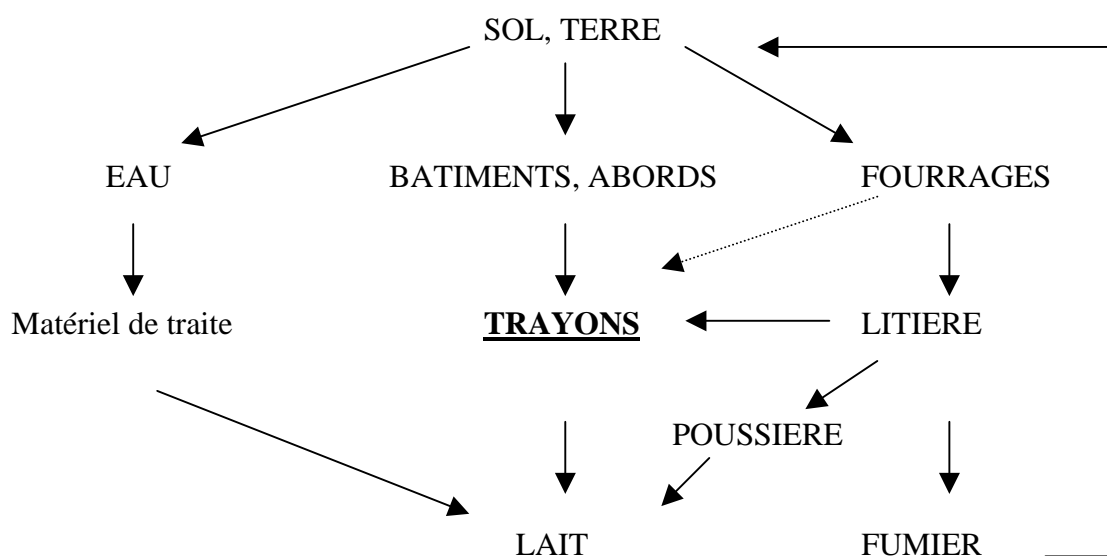 SOL, TERRE
EAU
BATIMENTS, ABORDS
FOURRAGES
Matériel de traite
TRAYONS
LITIERE
POUSSIERE
LAIT
FUMIER